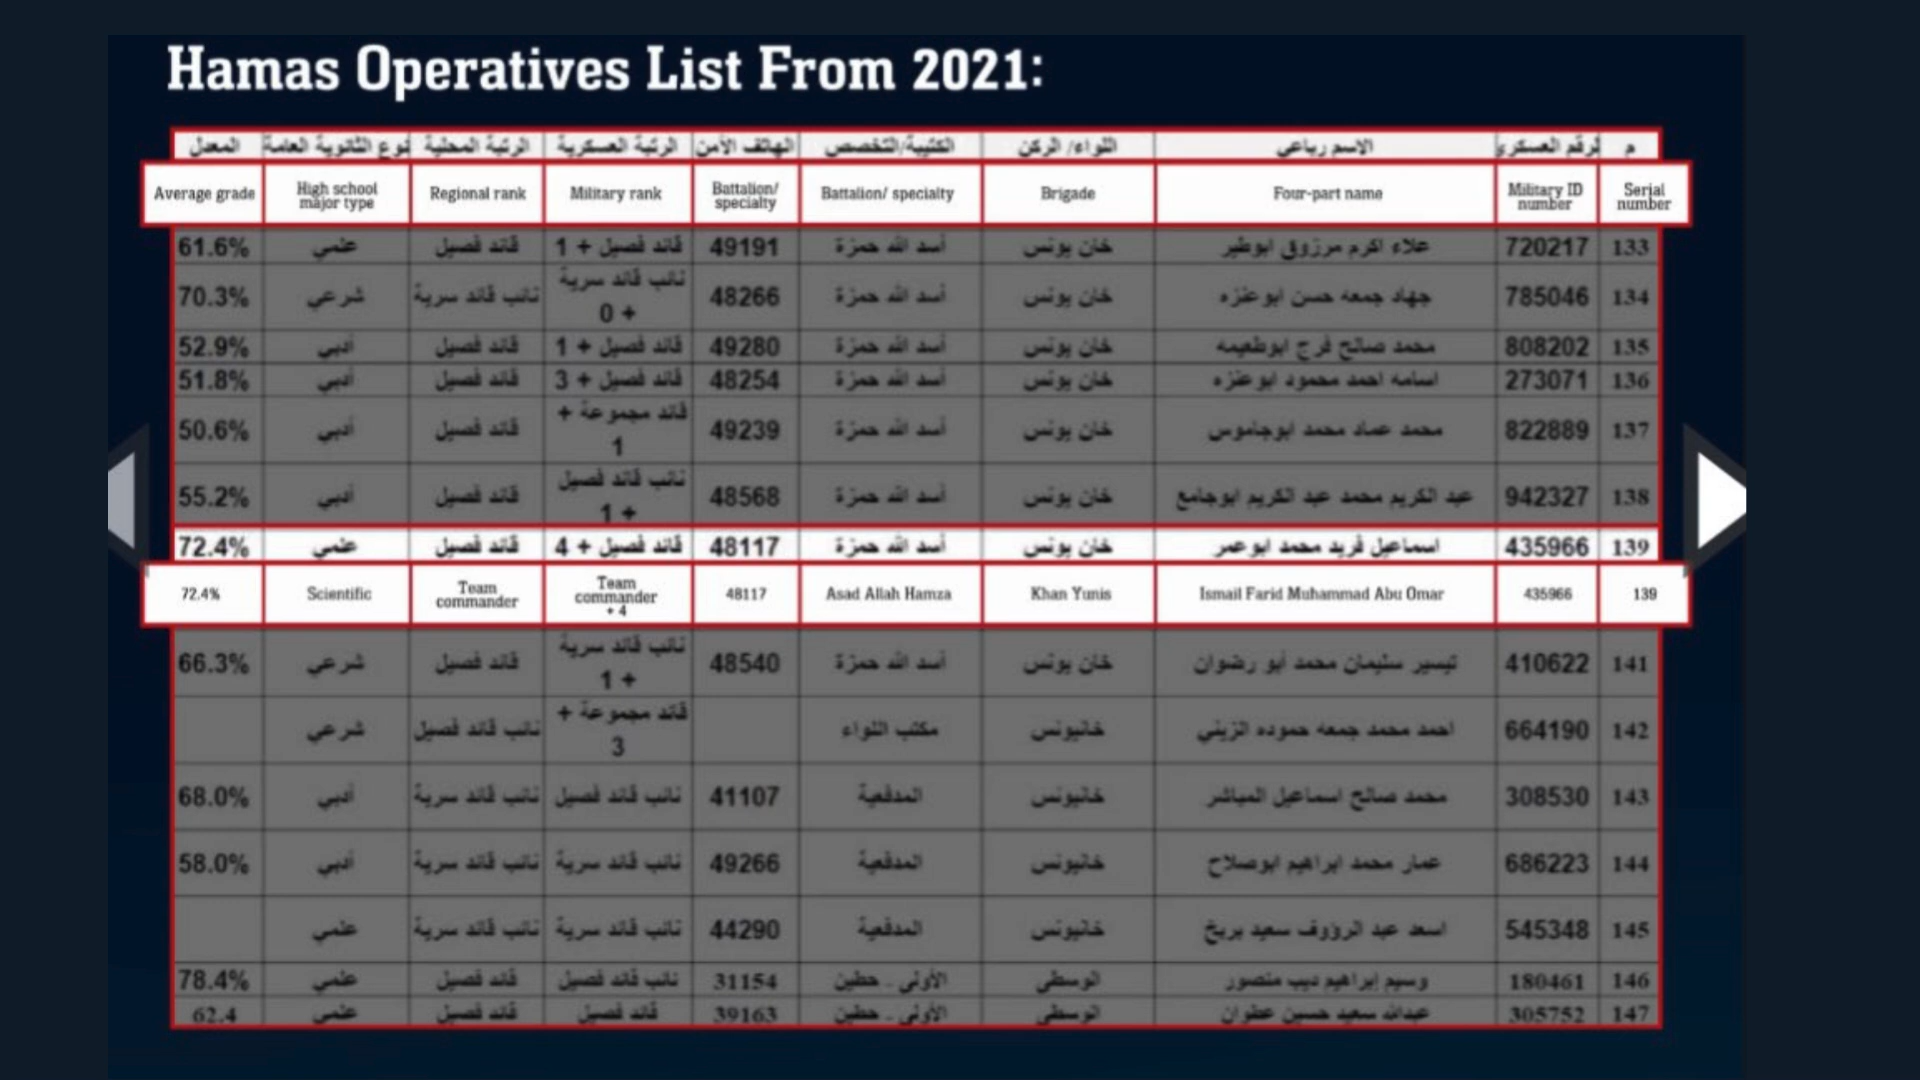 Hamas Operatives List From 2021:
م لرقم العسكري الاسم رباعي اللواء/ الركن الكتيبة/التخصص الهاتف الأمن الرتبة العسكرية الرتبة المحلية نوع الثانوية العامة المعدل
Average grade High school major type Regional rank Military rank Battalion/ specialty Battalion/ specialty Brigade Four-part name Military ID number Serial number
133 720217 علاء اكرم مرزوق ابوطير خان يونس أسد الله حمزة 49191 قائد فصيل + 1 قائد فصيل علمي 61.6%
134 785046 جهاد جمعه حسن ابو عنزه خان يونس أسد الله حمزة 48266 نائب قائد سرية + 0 نائب قائد سرية شرعي 70.3%
135 808202 محمد صالح فرج ابوطعيمه خان يونس أسد الله حمزة 49280 قائد فصيل + 1 قائد فصيل أدبي 52.9%
136 273071 اسامه احمد محمود ابو عنزه خان يونس أسد الله حمزة 48254 قائد فصيل + 3 قائد فصيل أدبي 51.8%
137 822889 محمد عماد محمد ابوجاموس خان يونس أسد الله حمزة 49239 قائد مجموعة + 1 قائد فصيل أدبي 50.6%
138 942327 عبد الكريم محمد عبد الكريم ابوجامع خان يونس أسد الله حمزة 48568 نائب قائد فصيل + 1 قائد فصيل أدبي 55.2%
139 435966 اسماعيل فريد محمد ابو عمر خان يونس أسد الله حمزة 48117 قائد فصيل + 4 قائد فصيل علمي 72.4%
72.4% Scientific Team commander Team commander + 4 48117 Asad Allah Hamza Khan Yunis Ismail Farid Muhammad Abu Omar 435966 139
141 410622 تيسير سليمان محمد أبو رضوان خان يونس أسد الله حمزة 48540 نائب قائد سرية + 1 قائد فصيل شرعي 66.3%
142 664190 احمد محمد جمعه حموده الزيني خانيونس مكتب اللواء قائد مجموعة + 3 نائب قائد فصيل شرعي
143 308530 محمد صالح اسماعيل المباشر خانيونس المدفعية 41107 نائب قائد فصيل نائب قائد سرية أدبي 68.0%
144 686223 عمار محمد ابراهيم ابوصلاح خانيونس المدفعية 49266 نائب قائد سرية نائب قائد سرية أدبي 58.0%
145 545348 اسعد عبد الرؤوف سعيد بريخ خانيونس المدفعية 44290 نائب قائد سرية نائب قائد سرية علمي
146 180461 وسيم إبراهيم ديب منصور الوسطى الأولى - حطين 31154 نائب قائد فصيل قائد فصيل علمي 78.4%
147 305752 عبدالله سعيد حسين عطوان الوسطى الأولى - حطين 39163 قائد فصيل قائد فصيل علمي 62.4